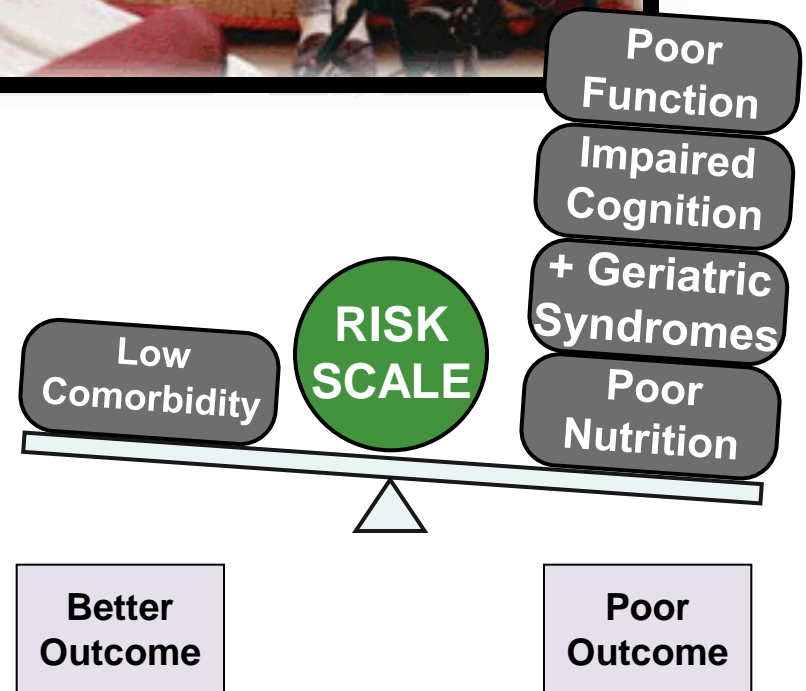 Poor
Function
Impaired
Cognition
+ Geriatric
Syndromes
Poor
Nutrition
Low
Comorbidity
RISK
SCALE
Better
Outcome
Poor
Outcome